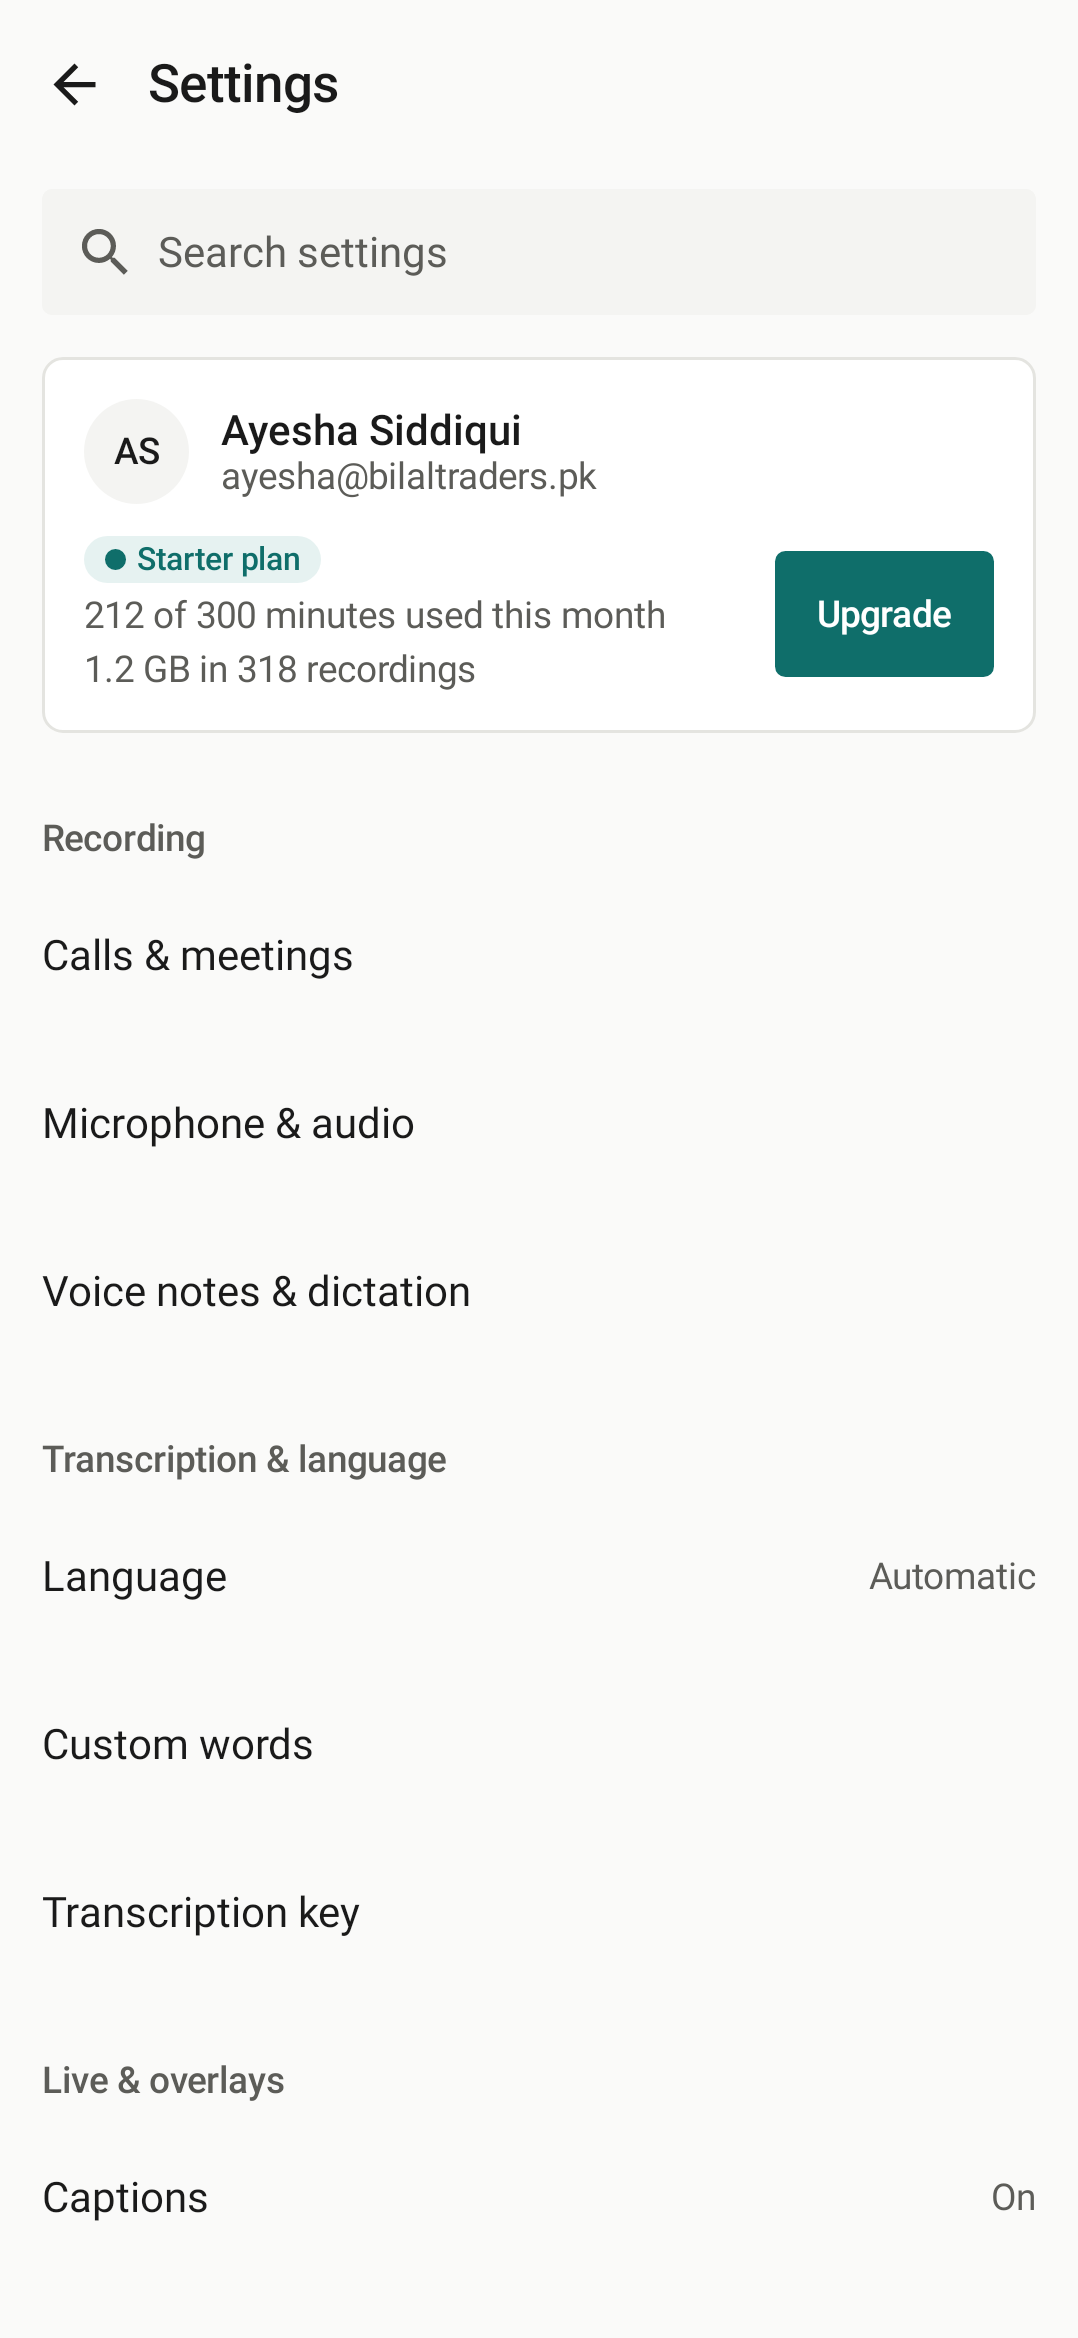 Settings
Search settings
AS
Ayesha Siddiqui
ayesha@bilaltraders.pk
Starter plan
212 of 300 minutes used this month
1.2 GB in 318 recordings
Upgrade
Recording
Calls & meetings
Microphone & audio
Voice notes & dictation
Transcription & language
Language Automatic
Custom words
Transcription key
Live & overlays
Captions On